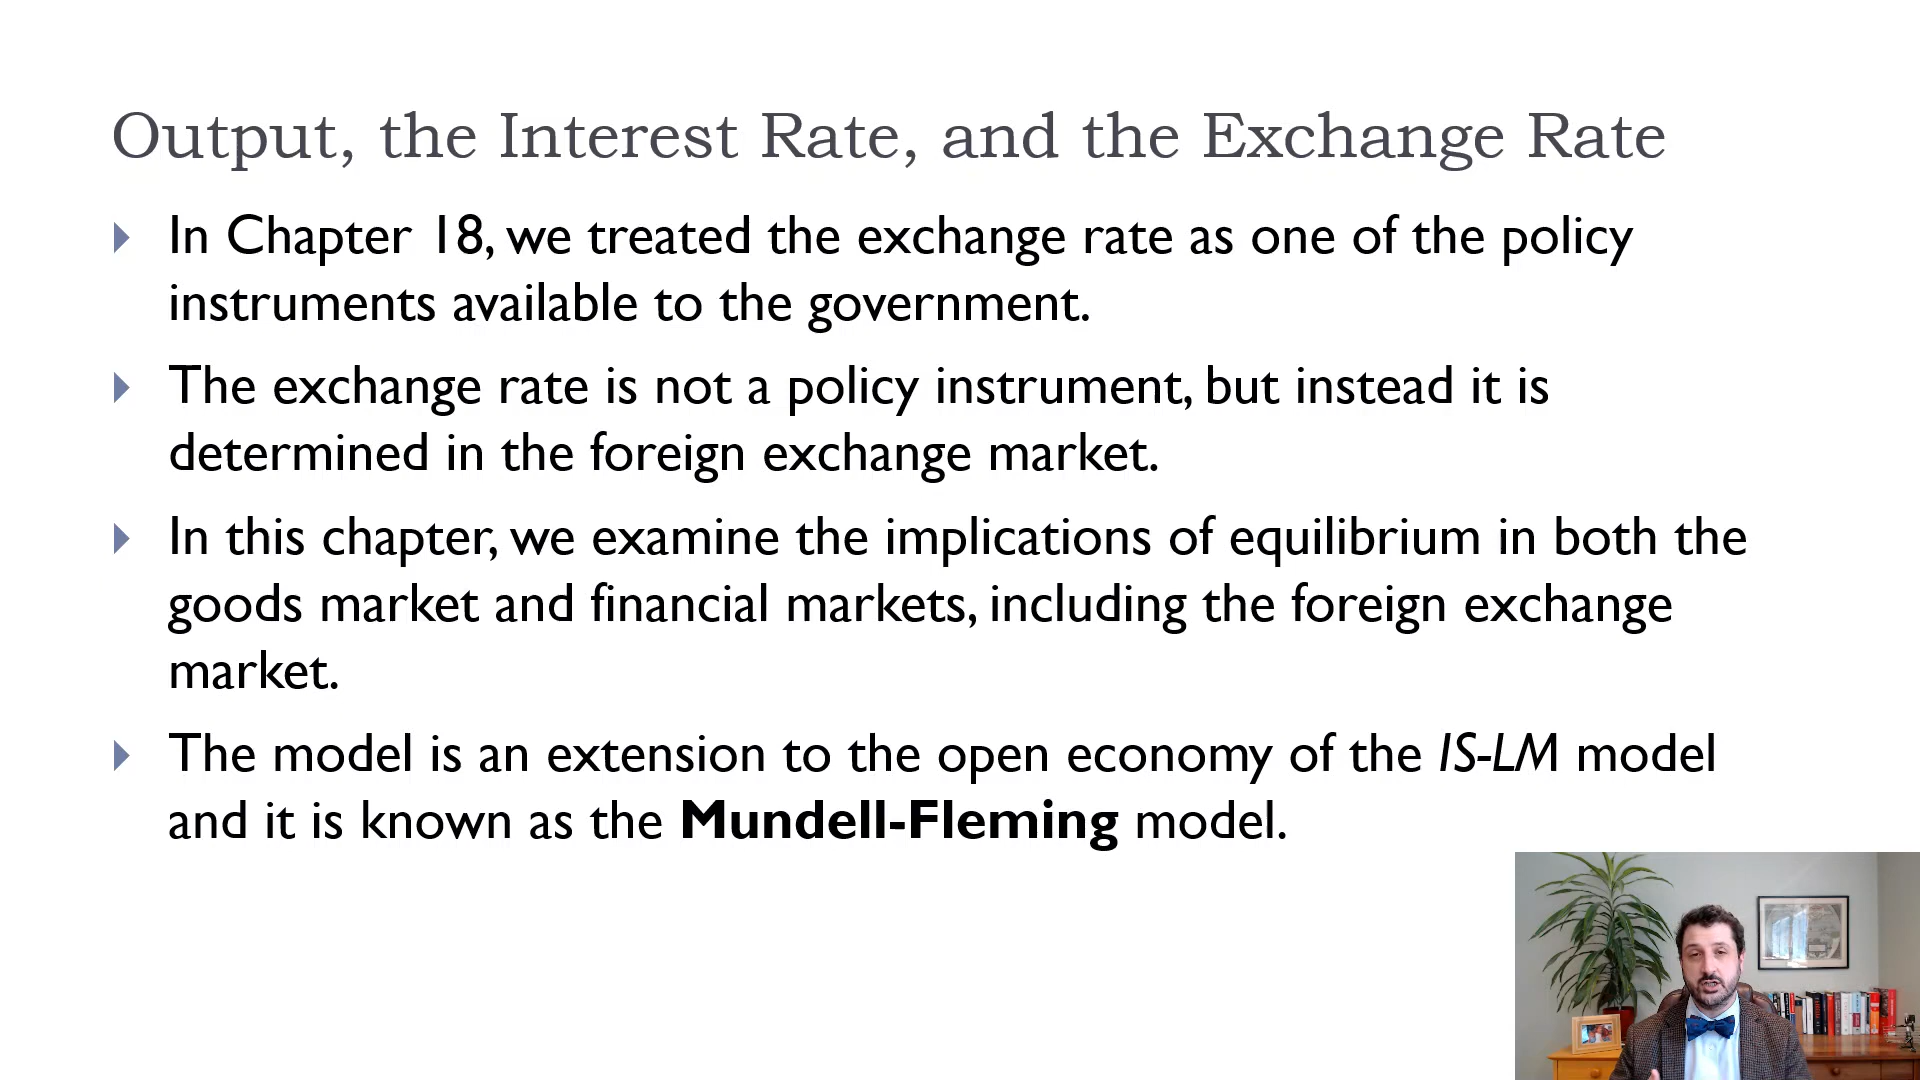 Output, the Interest Rate, and the Exchange Rate
In Chapter 18, we treated the exchange rate as one of the policy
instruments available to the government.
The exchange rate is not a policy instrument, but instead it is
determined in the foreign exchange market.
In this chapter, we examine the implications of equilibrium in both the
goods market and financial markets, including the foreign exchange
market.
The model is an extension to the open economy of the IS-LM model
and it is known as the Mundell-Fleming model.